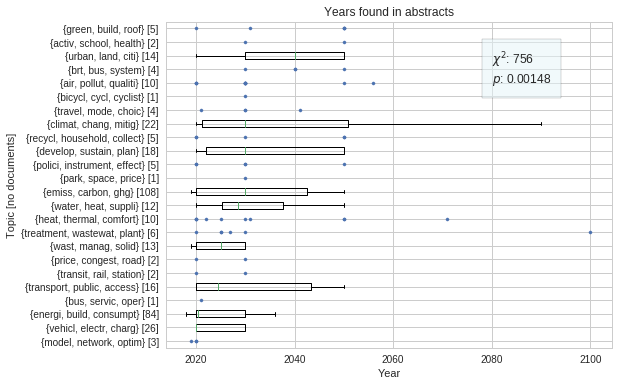 Years found in abstracts
Topic [no documents]
{green, build, roof} [5]
{activ, school, health} [2]
{urban, land, citi} [14]
{brt, bus, system} [4]
{air, pollut, qualiti} [10]
{bicycl, cycl, cyclist} [1]
{travel, mode, choic} [4]
{climat, chang, mitig} [22]
{recycl, household, collect} [5]
{develop, sustain, plan} [18]
{polici, instrument, effect} [5]
{park, space, price} [1]
{emiss, carbon, ghg} [108]
{water, heat, suppli} [12]
{heat, thermal, comfort} [10]
{treatment, wastewat, plant} [6]
{wast, manag, solid} [13]
{price, congest, road} [2]
{transit, rail, station} [2]
{transport, public, access} [16]
{bus, servic, oper} [1]
{energi, build, consumpt} [84]
{vehicl, electr, charg} [26]
{model, network, optim} [3]
χ²: 756
p: 0.00148
2020 2040 2060 2080 2100
Year